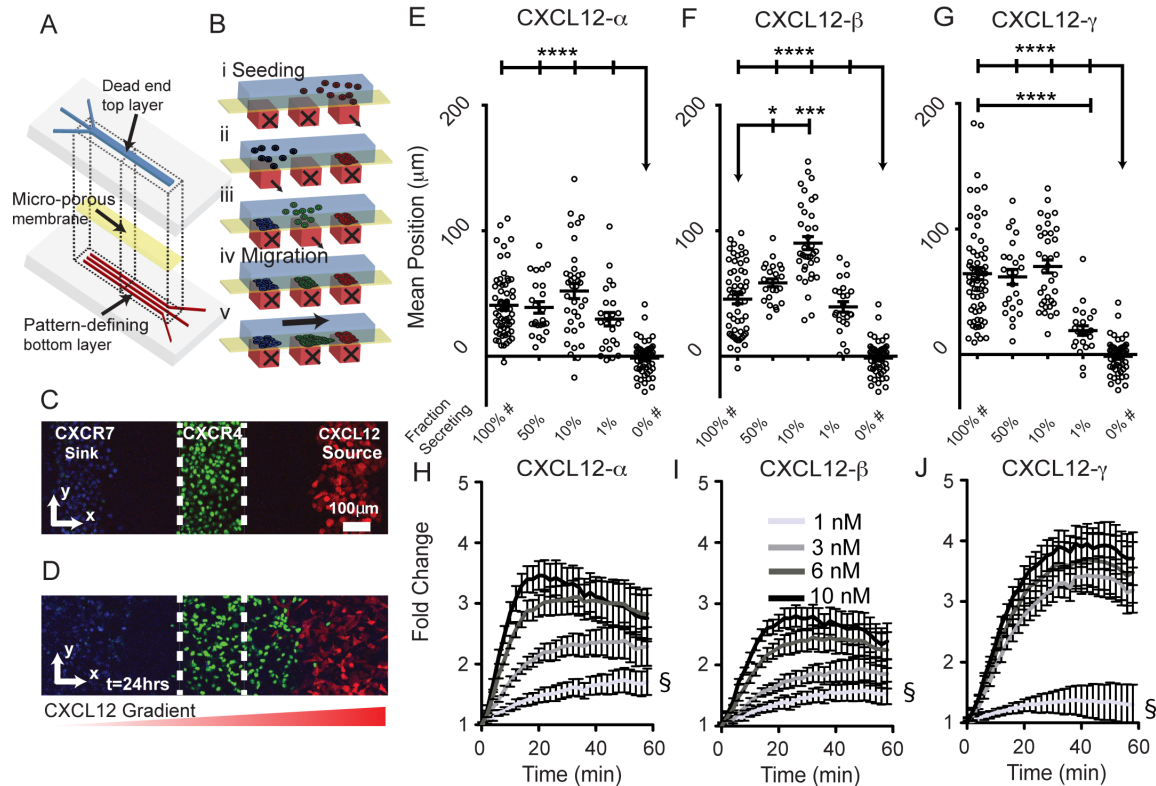 A
Dead end
top layer
Micro-porous
membrane
Pattern-defining
bottom layer
B
i Seeding
ii
iii
iv Migration
v
C
CXCR7
Sink
CXCR4
CXCL12
Source
y
x
100μm
D
y
x
t=24hrs
CXCL12 Gradient
E
CXCL12-α
****
Mean Position (μm)
200
100
0
Fraction
Secreting
100% #
50%
10%
1%
0% #
F
CXCL12-β
****
* ***
200
100
0
100% #
50%
10%
1%
0% #
G
CXCL12-γ
****
****
200
100
0
100% #
50%
10%
1%
0% #
H
CXCL12-α
Fold Change
5
4
3
2
1
§
0 20 40 60
Time (min)
I
CXCL12-β
5
4
3
2
1
1 nM
3 nM
6 nM
10 nM
§
0 20 40 60
Time (min)
J
CXCL12-γ
5
4
3
2
1
§
0 20 40 60
Time (min)